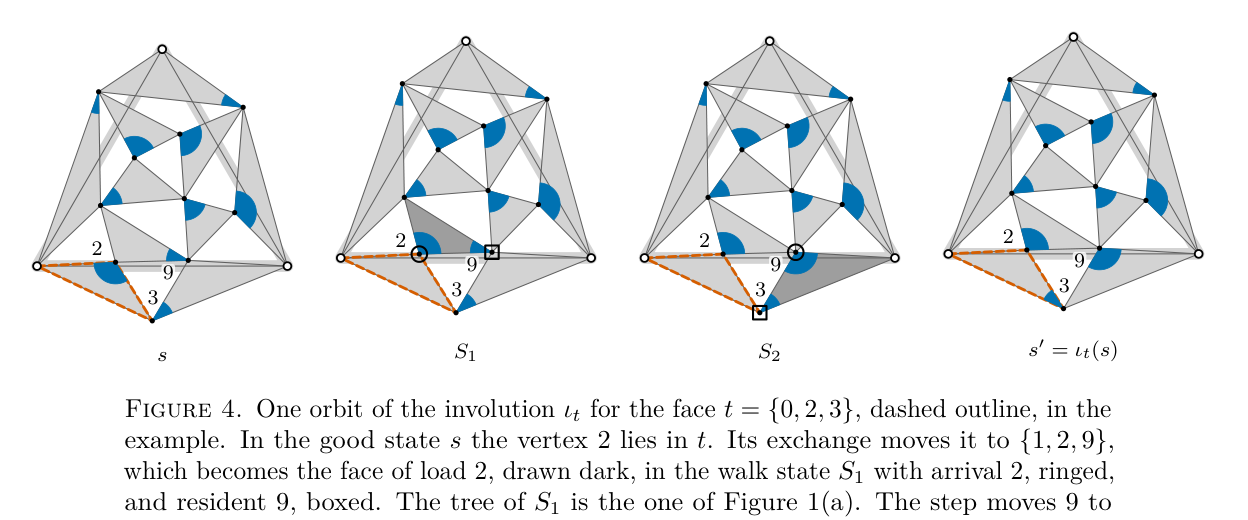 2
9
3
2
9
3
2
9
3
2
9
3
s
S₁
S₂
s′ = ιₜ(s)
FIGURE 4. One orbit of the involution ιₜ for the face t = {0, 2, 3}, dashed outline, in the
example. In the good state s the vertex 2 lies in t. Its exchange moves it to {1, 2, 9},
which becomes the face of load 2, drawn dark, in the walk state S₁ with arrival 2, ringed,
and resident 9, boxed. The tree of S₁ is the one of Figure 1(a). The step moves 9 to